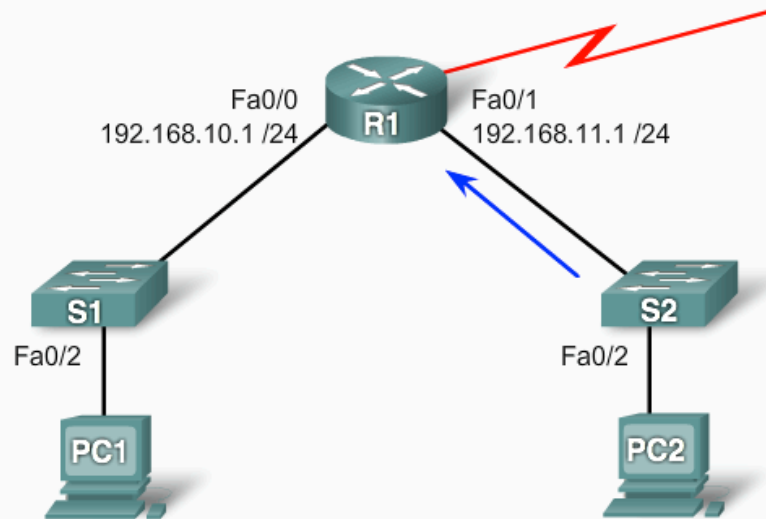 Fa0/0
192.168.10.1 /24
R1
Fa0/1
192.168.11.1 /24
S1
S2
Fa0/2
Fa0/2
PC1
PC2